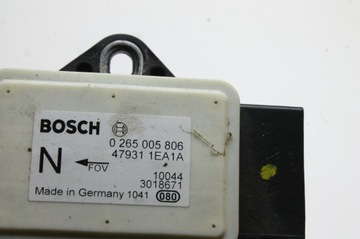 BOSCH 0 265 005 806
47931 1EA1A
N FOV
10044
3018671
Made in Germany 1041 080